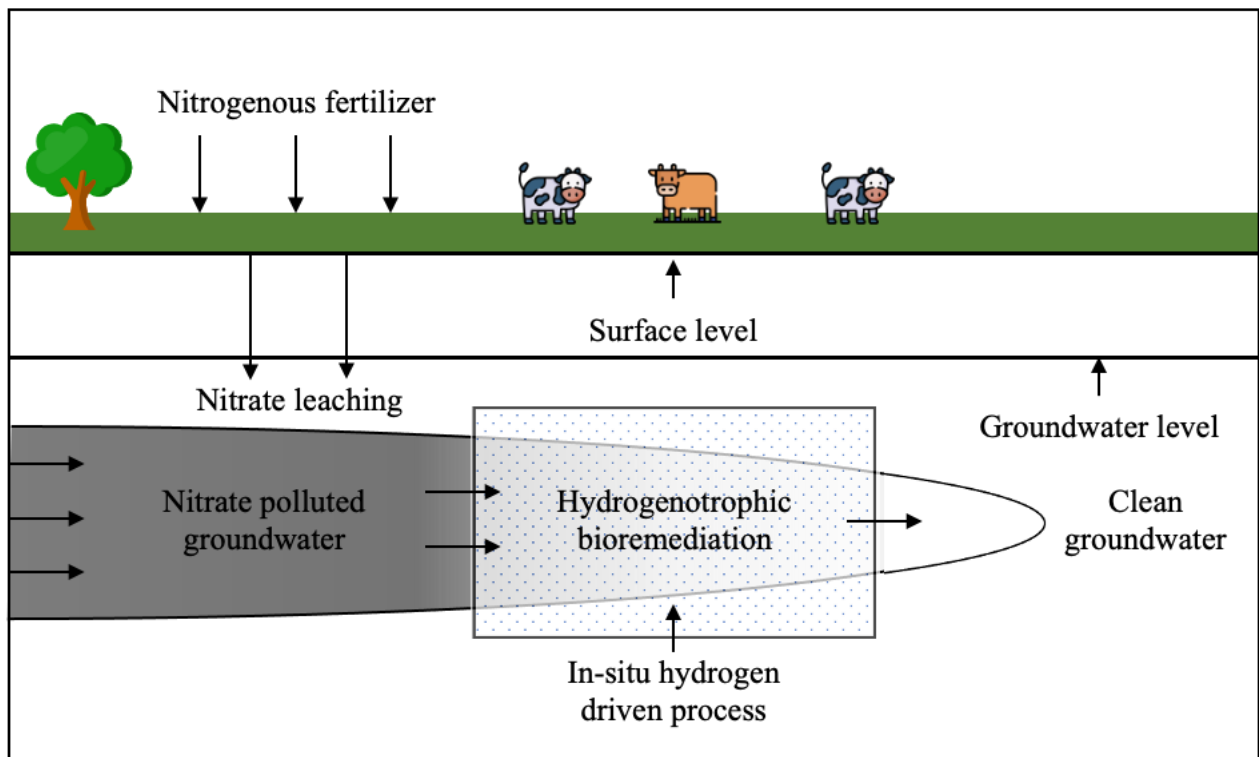 Nitrogenous fertilizer
Surface level
Nitrate leaching
Groundwater level
Nitrate polluted
groundwater
Hydrogenotrophic
bioremediation
Clean
groundwater
In-situ hydrogen
driven process